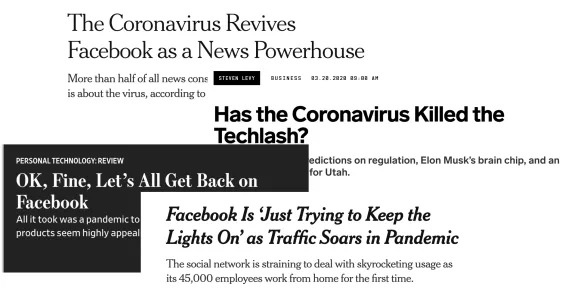 The Coronavirus Revives
Facebook as a News Powerhouse
More than half of all news cons
is about the virus, according to
STEVEN LEVY BUSINESS 03.20.2020 09:00 AM
Has the Coronavirus Killed the
Techlash?
edictions on regulation, Elon Musk's brain chip, and an
for Utah.
PERSONAL TECHNOLOGY: REVIEW
OK, Fine, Let's All Get Back on
Facebook
All it took was a pandemic to
products seem highly appeal
Facebook Is 'Just Trying to Keep the
Lights On' as Traffic Soars in Pandemic
The social network is straining to deal with skyrocketing usage as
its 45,000 employees work from home for the first time.